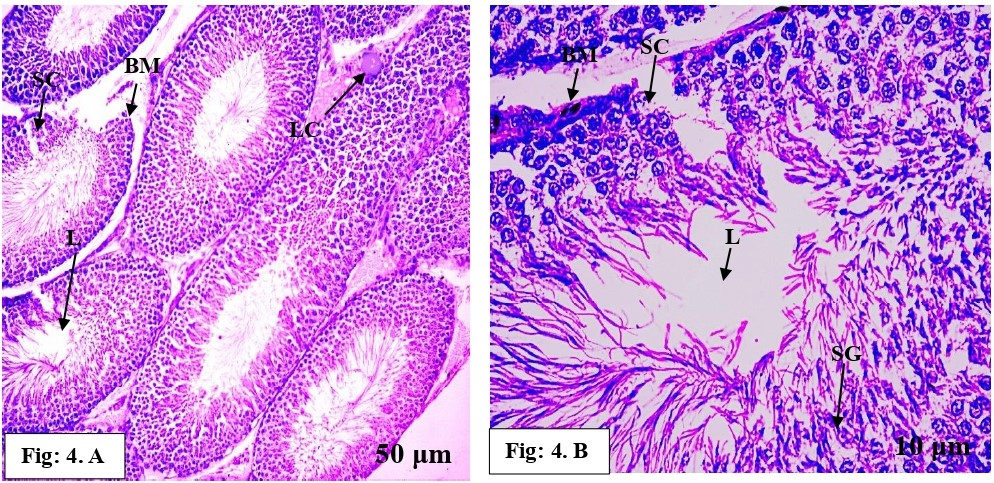 SC
BM
LC
L
Fig: 4. A
50 µm
BM
SC
L
SG
Fig: 4. B
10 µm